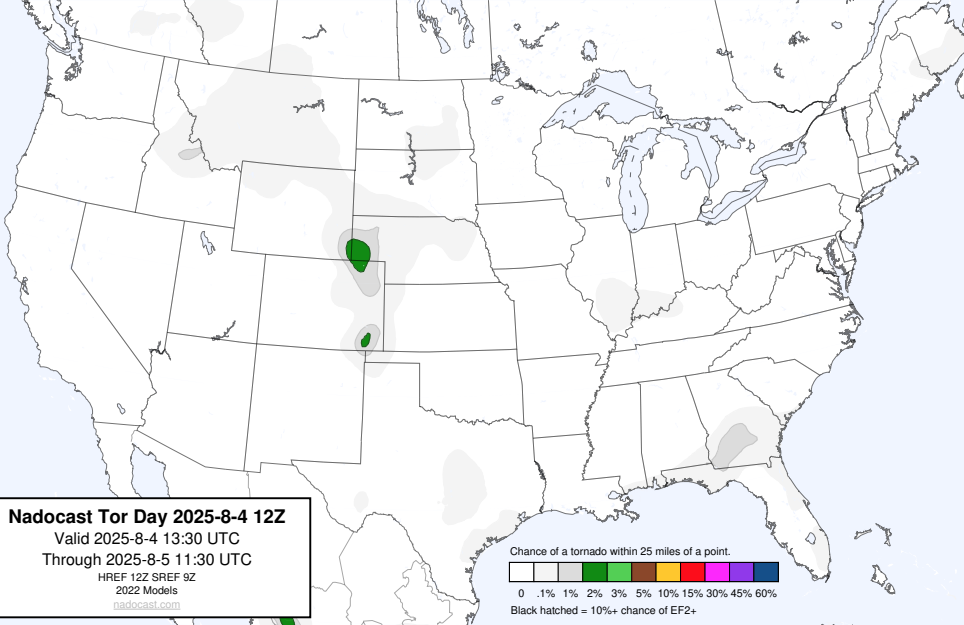 Nadocast Tor Day 2025-8-4 12Z
Valid 2025-8-4 13:30 UTC
Through 2025-8-5 11:30 UTC
HREF 12Z SREF 9Z
2022 Models
nadocast.com
Chance of a tornado within 25 miles of a point.
0 .1% 1% 2% 3% 5% 10% 15% 30% 45% 60%
Black hatched = 10%+ chance of EF2+